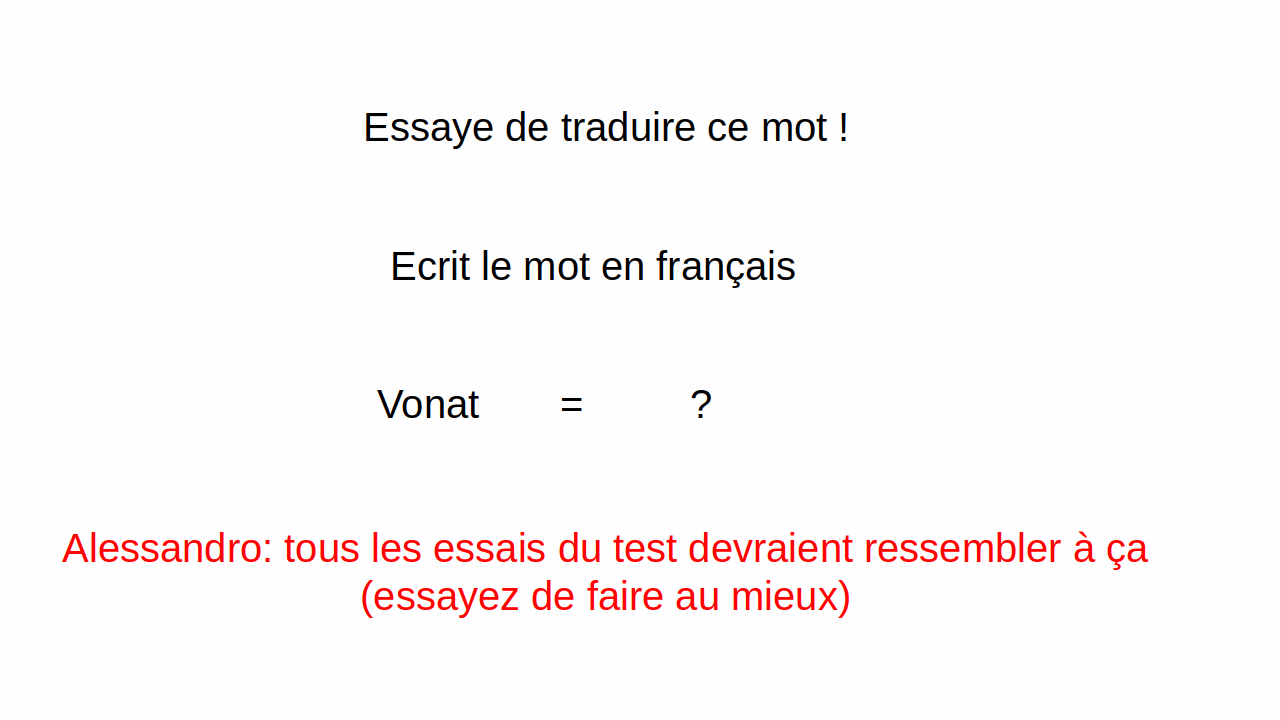 Essaye de traduire ce mot !
Ecrit le mot en français
Vonat = ?
Alessandro: tous les essais du test devraient ressembler à ça
(essayez de faire au mieux)